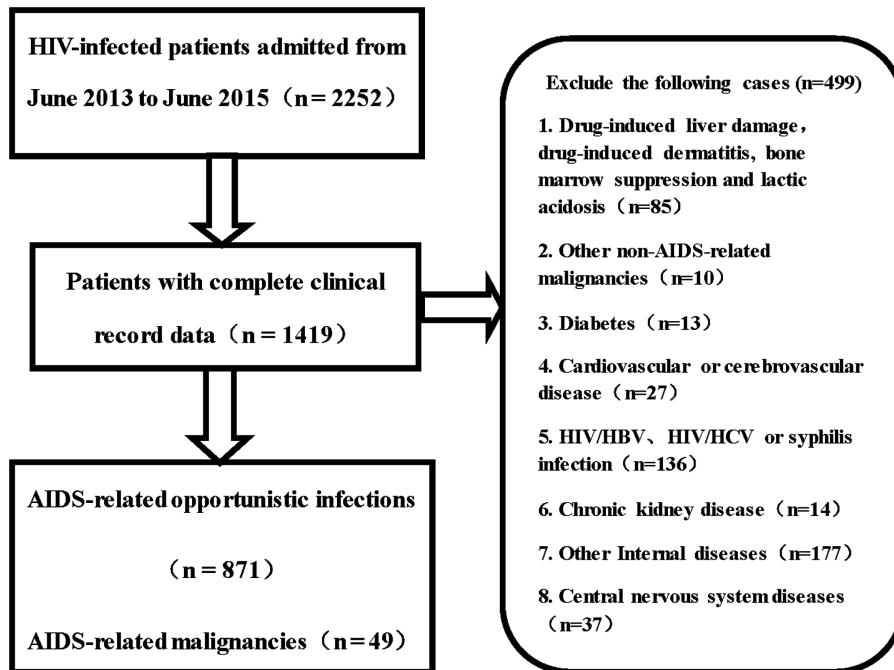 HIV-infected patients admitted from
June 2013 to June 2015（n = 2252）
Patients with complete clinical
record data（n = 1419）
AIDS-related opportunistic infections
（n = 871）
AIDS-related malignancies（n = 49）
Exclude the following cases (n=499)
1. Drug-induced liver damage，
drug-induced dermatitis, bone
marrow suppression and lactic
acidosis（n=85）
2. Other non-AIDS-related
malignancies（n=10）
3. Diabetes（n=13）
4. Cardiovascular or cerebrovascular
disease（n=27）
5. HIV/HBV、HIV/HCV or syphilis
infection（n=136）
6. Chronic kidney disease（n=14）
7. Other Internal diseases（n=177）
8. Central nervous system diseases
（n=37）